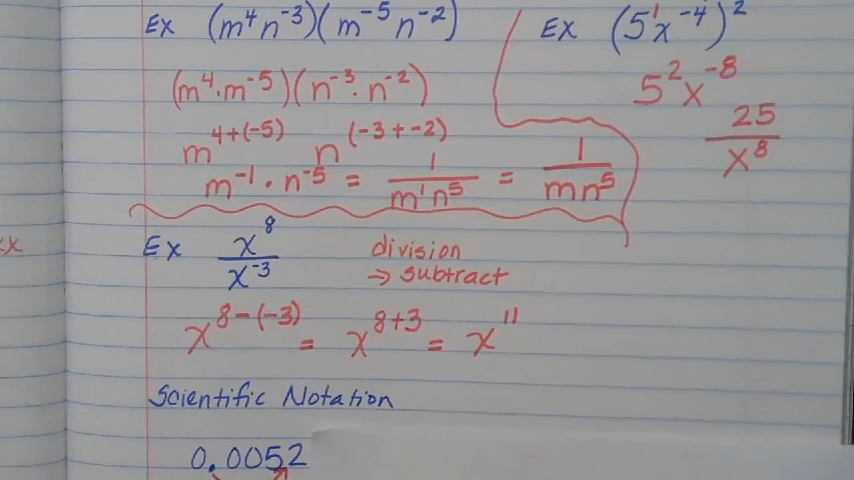 Ex (m⁴n⁻³)(m⁻⁵n⁻²)
(m⁴·m⁻⁵)(n⁻³·n⁻²)
m⁴⁺⁽⁻⁵⁾ n⁽⁻³⁺⁻²⁾
m⁻¹·n⁻⁵ = 1/m¹n⁵ = 1/mn⁵
Ex (5¹x⁻⁴)²
5²x⁻⁸
25/x⁸
Ex x⁸/x⁻³
division
→ subtract
x⁸⁻⁽⁻³⁾ = x⁸⁺³ = x¹¹
Scientific Notation
0.0052